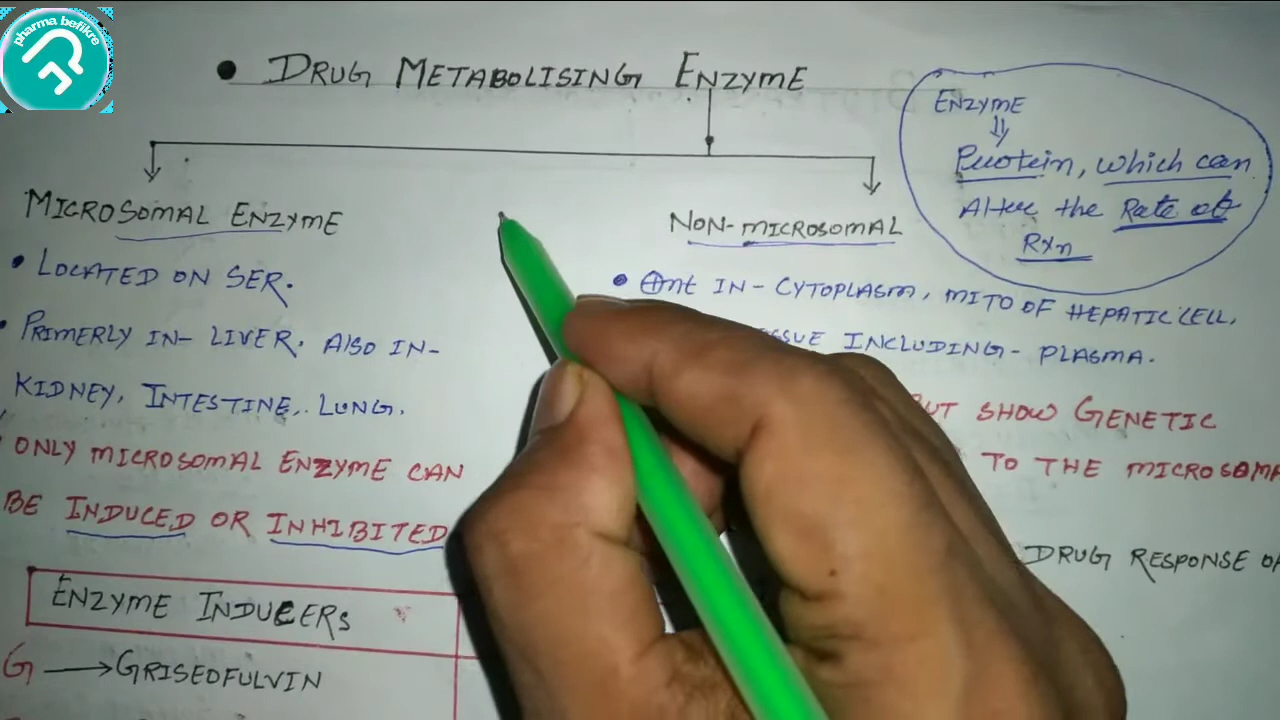 pharma befikre
• DRUG METABOLISING ENZYME
ENZYME
⇓
Protein, which can
Alter the Rate of
Rxn
MICROSOMAL ENZYME
• LOCATED ON SER.
• PRIMERLY IN- LIVER. Also IN-
KIDNEY, INTESTINE, LUNG.
• ONLY MICROSOMAL ENZYME CAN
BE INDUCED OR INHIBITED
ENZYME INDUCERS
G → GRISEOFULVIN
NON-MICROSOMAL
• IN- CYTOPLASM, MITO OF HEPATIC CELL,
INCLUDING- PLASMA.
BUT SHOW GENETIC
TO THE MICROSOMA
DRUG RESPONSE OF